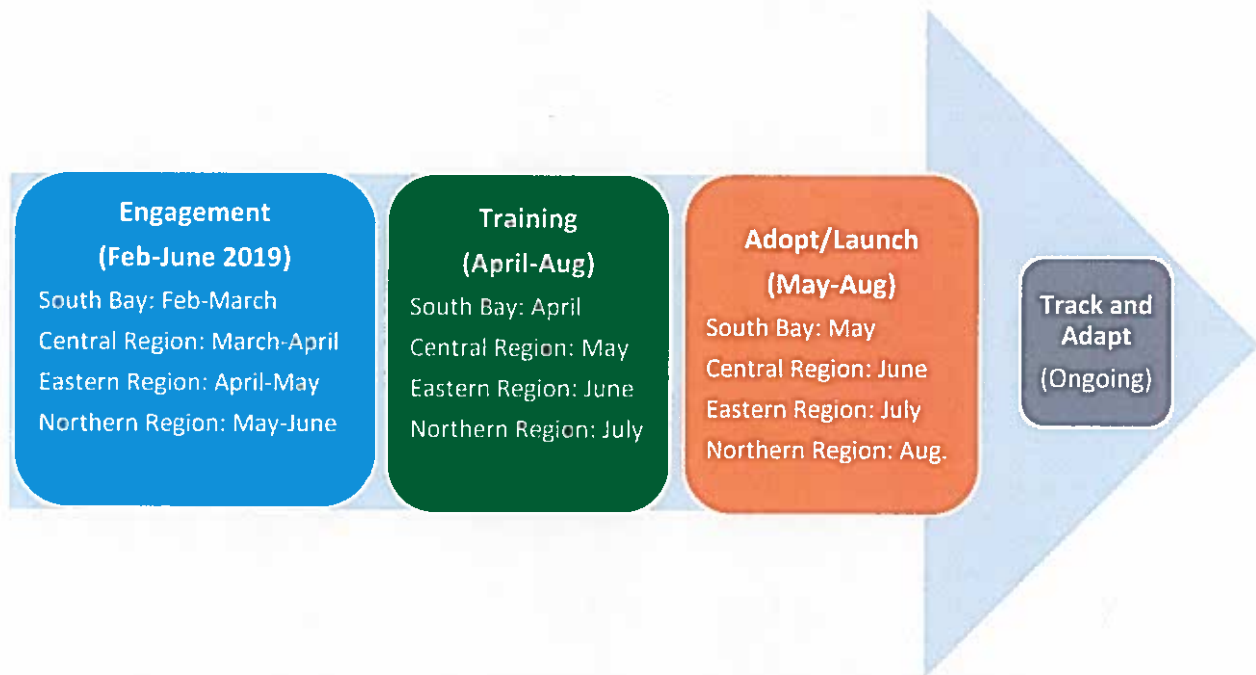 Engagement
(Feb-June 2019)
South Bay: Feb-March
Central Region: March-April
Eastern Region: April-May
Northern Region: May-June
Training
(April-Aug)
South Bay: April
Central Region: May
Eastern Region: June
Northern Region: July
Adopt/Launch
(May-Aug)
South Bay: May
Central Region: June
Eastern Region: July
Northern Region: Aug.
Track and
Adapt
(Ongoing)